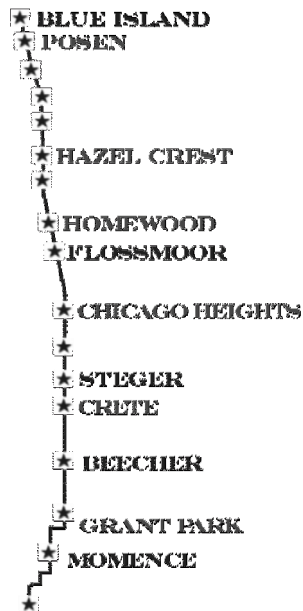 BLUE ISLAND
POSEN
HAZEL CREST
HOMEWOOD
FLOSSMOOR
CHICAGO HEIGHTS
STEGER
CRETE
BEECHER
GRANT PARK
MOMENCE